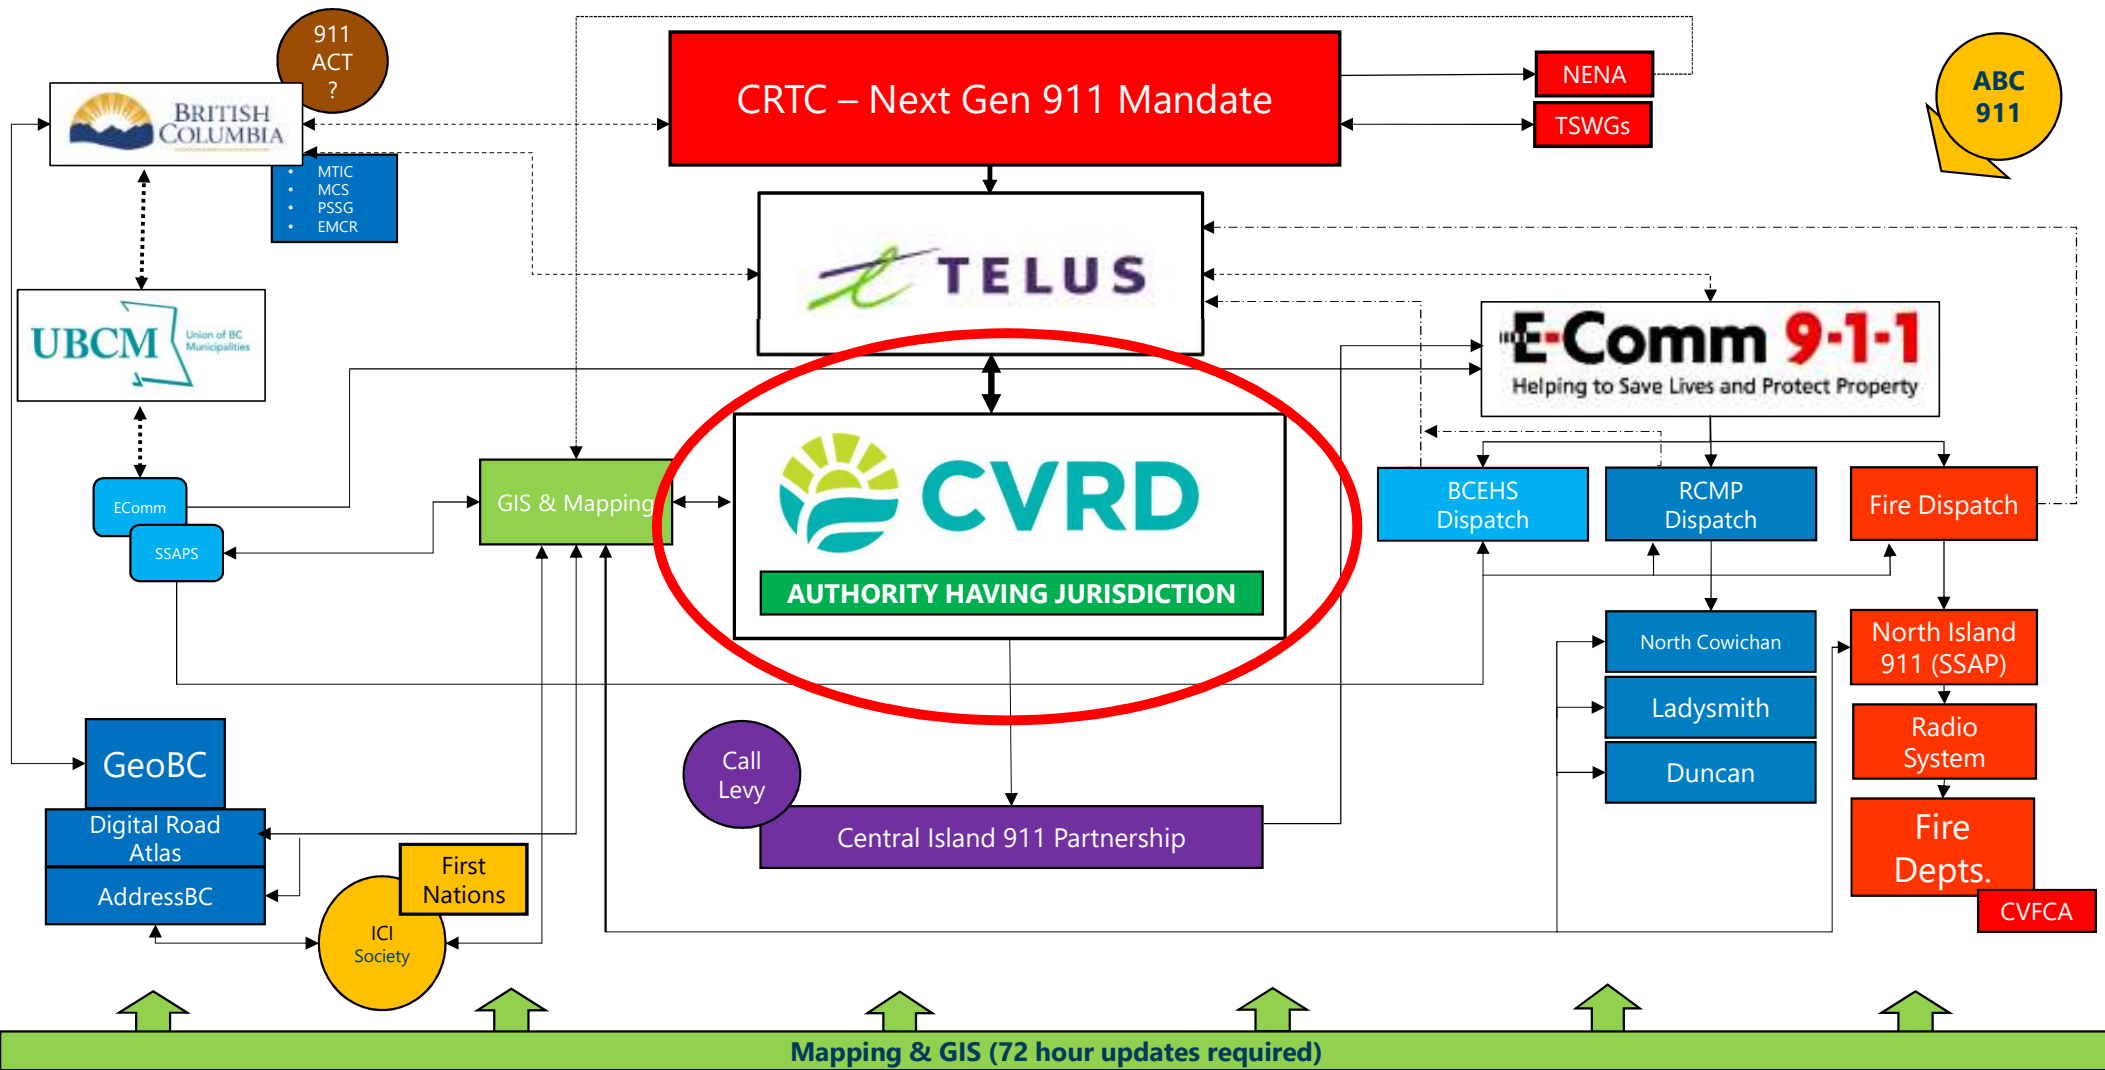 911
ACT
?
BRITISH
COLUMBIA
• MTIC
• MCS
• PSSG
• EMCR
CRTC – Next Gen 911 Mandate
NENA
TSWGs
ABC
911
TELUS
UBCM
Union of BC
Municipalities
E-Comm 9-1-1
Helping to Save Lives and Protect Property
EComm
SSAPS
GIS & Mapping
CVRD
AUTHORITY HAVING JURISDICTION
BCEHS
Dispatch
RCMP
Dispatch
Fire Dispatch
North Cowichan
Ladysmith
Duncan
North Island
911 (SSAP)
Radio
System
Fire
Depts.
CVFCA
GeoBC
Digital Road
Atlas
AddressBC
First
Nations
ICI
Society
Call
Levy
Central Island 911 Partnership
Mapping & GIS (72 hour updates required)